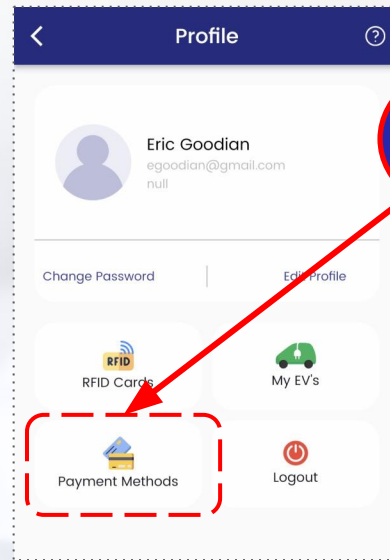 Profile
?
Eric Goodian
egoodian@gmail.com
null
Change Password
Edit Profile
RFID
RFID Cards
My EV's
Payment Methods
Logout